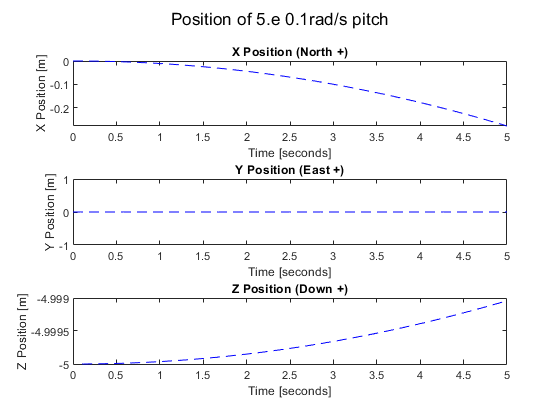 Position of 5.e 0.1rad/s pitch
X Position (North +)
X Position [m]
0
-0.1
-0.2
0 0.5 1 1.5 2 2.5 3 3.5 4 4.5 5
Time [seconds]
Y Position (East +)
Y Position [m]
1
0
-1
0 0.5 1 1.5 2 2.5 3 3.5 4 4.5 5
Time [seconds]
Z Position (Down +)
Z Position [m]
-4.999
-4.9995
-5
0 0.5 1 1.5 2 2.5 3 3.5 4 4.5 5
Time [seconds]